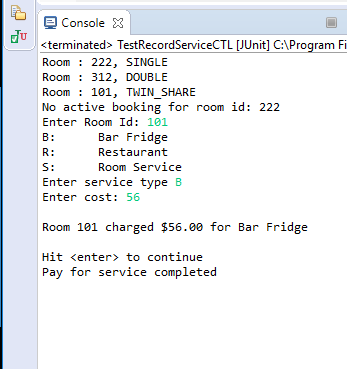 Console
<terminated> TestRecordServiceCTL [JUnit] C:\Program Fi
Room : 222, SINGLE
Room : 312, DOUBLE
Room : 101, TWIN_SHARE
No active booking for room id: 222
Enter Room Id: 101
B: Bar Fridge
R: Restaurant
S: Room Service
Enter service type B
Enter cost: 56
Room 101 charged $56.00 for Bar Fridge
Hit <enter> to continue
Pay for service completed